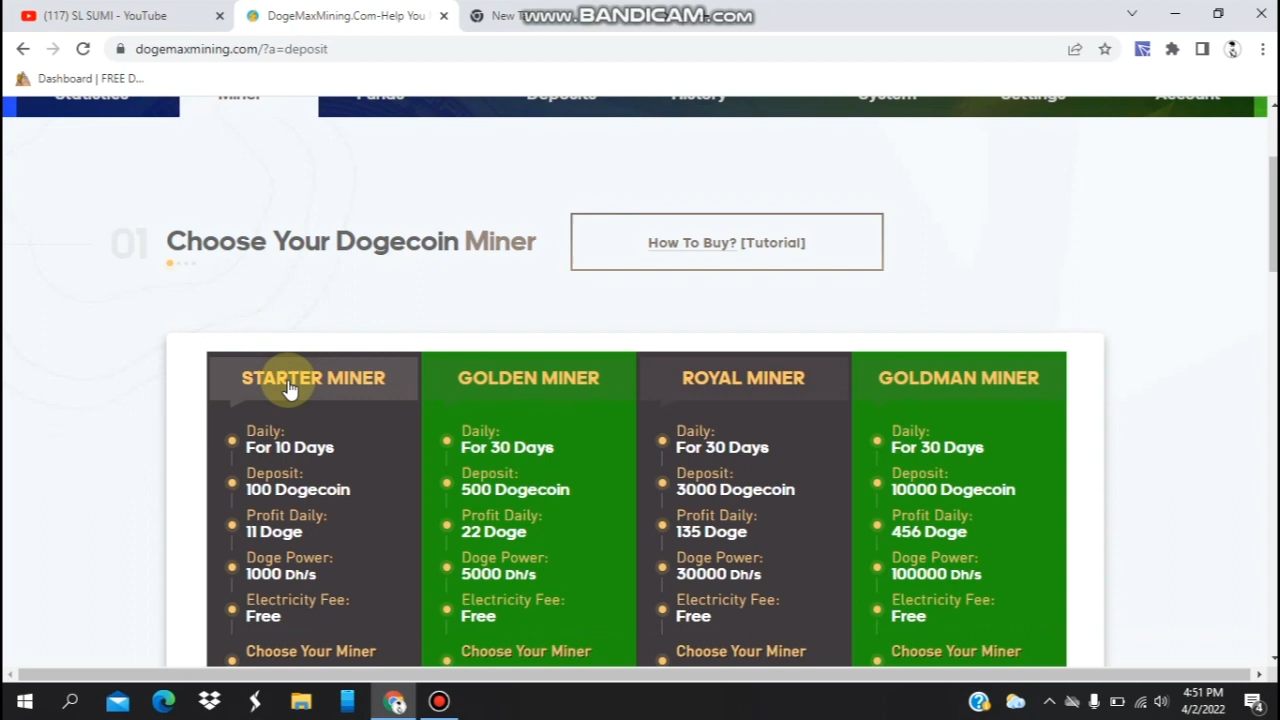 (117) SL SUMI - YouTube
DogeMaxMining.Com-Help You
New T
www.BANDICAM.com
dogemaxmining.com/?a=deposit
Dashboard | FREE D...
Statistics Miner Funds Deposits History System Settings Account
01 Choose Your Dogecoin Miner
How To Buy? [Tutorial]
STARTER MINER
Daily:
For 10 Days
Deposit:
100 Dogecoin
Profit Daily:
11 Doge
Doge Power:
1000 Dh/s
Electricity Fee:
Free
Choose Your Miner
GOLDEN MINER
Daily:
For 30 Days
Deposit:
500 Dogecoin
Profit Daily:
22 Doge
Doge Power:
5000 Dh/s
Electricity Fee:
Free
Choose Your Miner
ROYAL MINER
Daily:
For 30 Days
Deposit:
3000 Dogecoin
Profit Daily:
135 Doge
Doge Power:
30000 Dh/s
Electricity Fee:
Free
Choose Your Miner
GOLDMAN MINER
Daily:
For 30 Days
Deposit:
10000 Dogecoin
Profit Daily:
456 Doge
Doge Power:
100000 Dh/s
Electricity Fee:
Free
Choose Your Miner
4:51 PM
4/2/2022
4